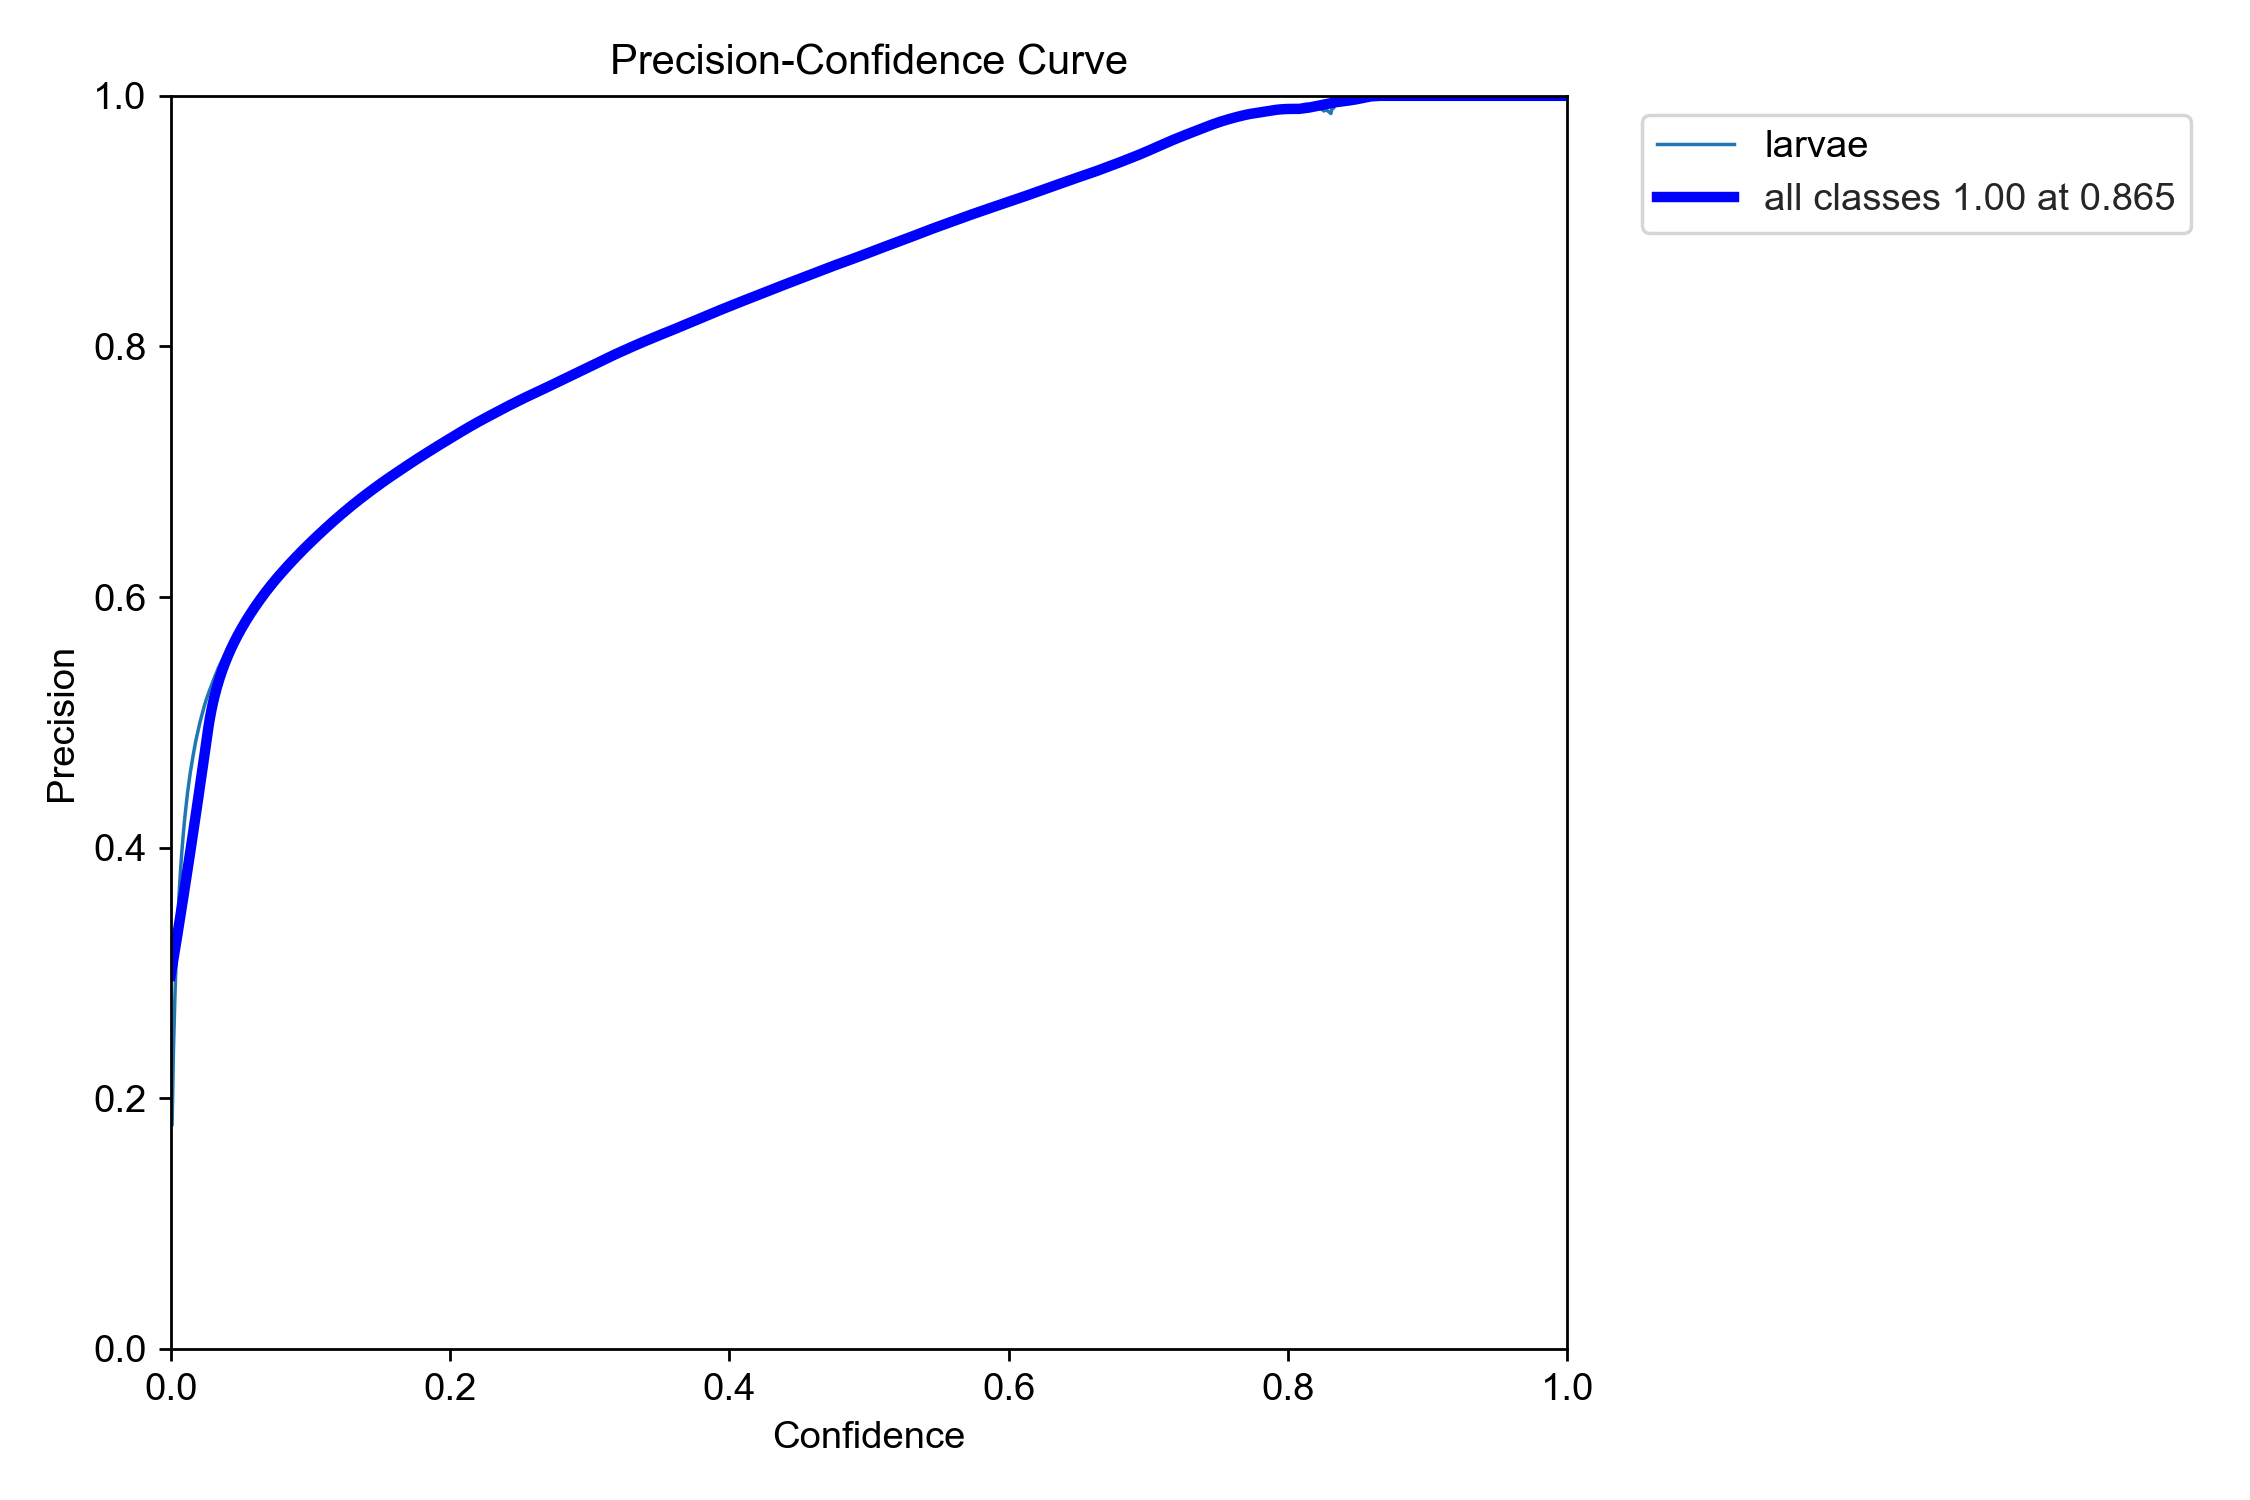 Precision-Confidence Curve
1.0
0.8
0.6
0.4
0.2
0.0
Precision
0.0 0.2 0.4 0.6 0.8 1.0
Confidence
larvae
all classes 1.00 at 0.865